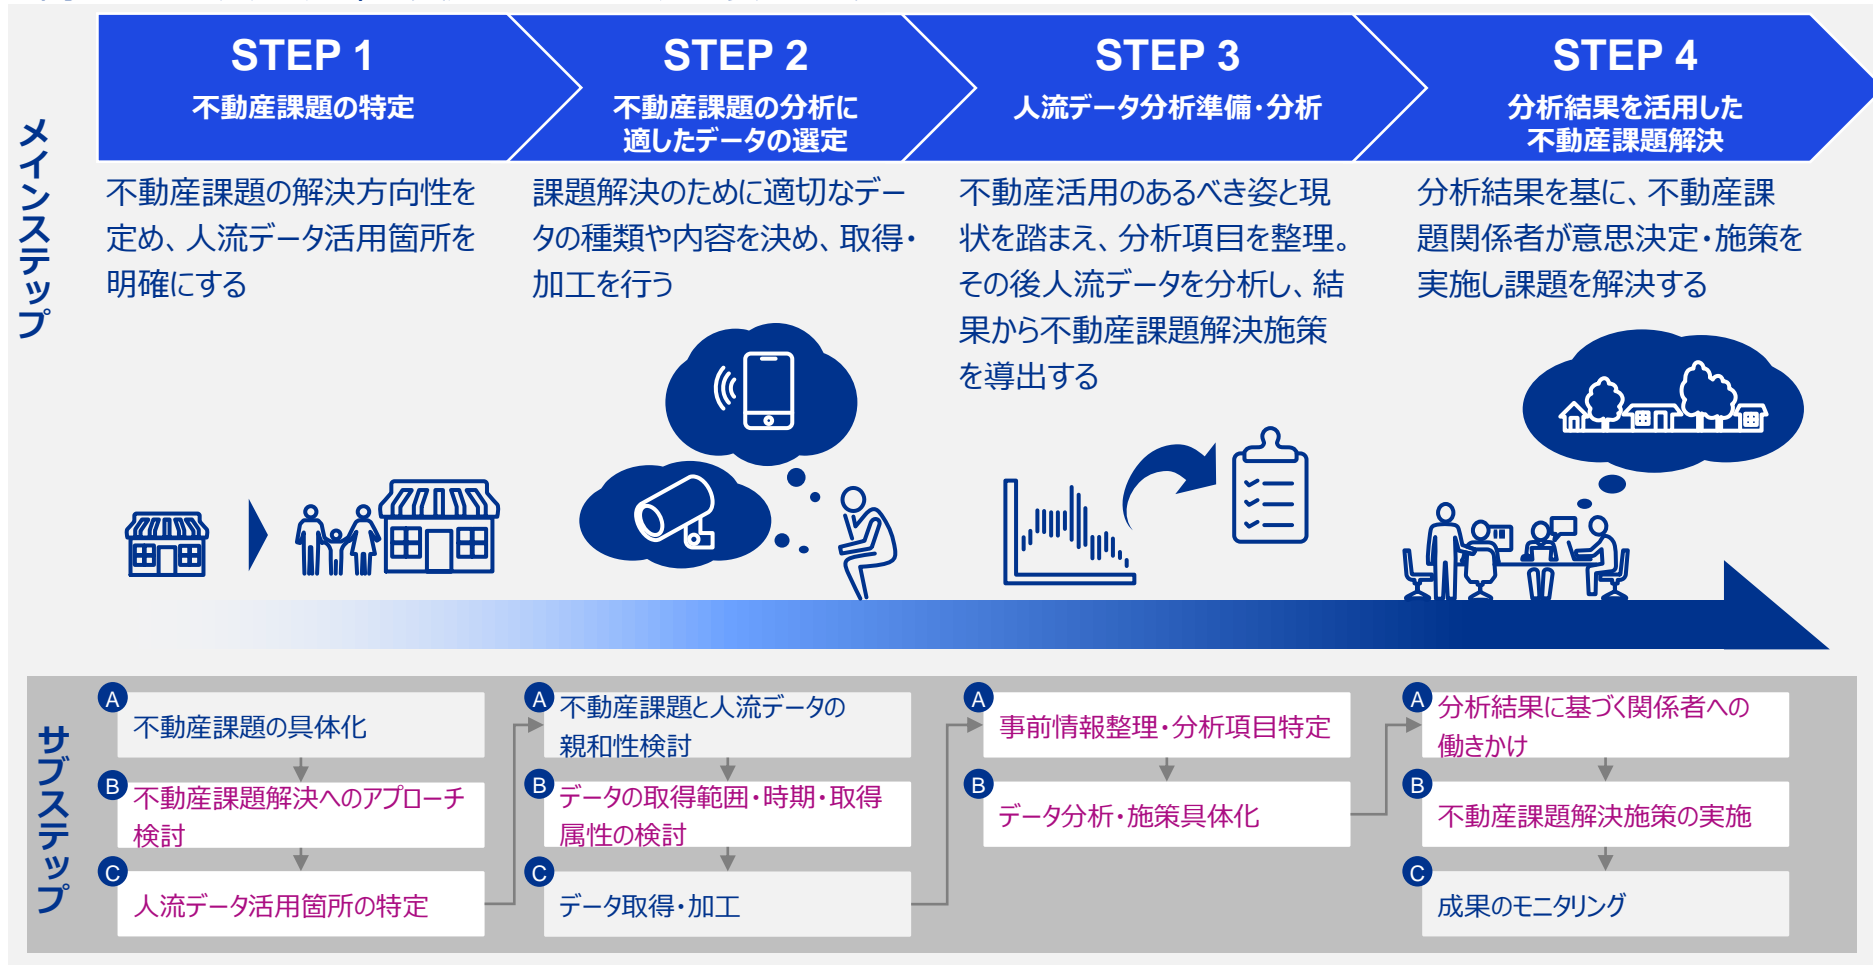 メインステップ
STEP 1
不動産課題の特定
不動産課題の解決方向性を
定め、人流データ活用箇所を
明確にする
STEP 2
不動産課題の分析に
適したデータの選定
課題解決のために適切なデー
タの種類や内容を決め、取得・
加工を行う
STEP 3
人流データ分析準備・分析
不動産活用のあるべき姿と現
状を踏まえ、分析項目を整理。
その後人流データを分析し、結
果から不動産課題解決施策
を導出する
STEP 4
分析結果を活用した
不動産課題解決
分析結果を基に、不動産課
題関係者が意思決定・施策を
実施し課題を解決する
サブステップ
A
不動産課題の具体化
B
不動産課題解決へのアプローチ
検討
C
人流データ活用箇所の特定
A
不動産課題と人流データの
親和性検討
B
データの取得範囲・時期・取得
属性の検討
C
データ取得・加工
A
事前情報整理・分析項目特定
B
データ分析・施策具体化
A
分析結果に基づく関係者への
働きかけ
B
不動産課題解決施策の実施
C
成果のモニタリング